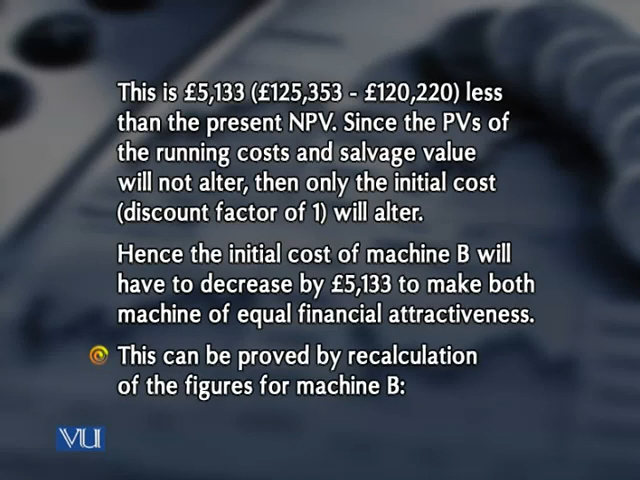 This is £5,133 (£125,353 - £120,220) less
than the present NPV. Since the PVs of
the running costs and salvage value
will not alter, then only the initial cost
(discount factor of 1) will alter.
Hence the initial cost of machine B will
have to decrease by £5,133 to make both
machine of equal financial attractiveness.
This can be proved by recalculation
of the figures for machine B:
VU